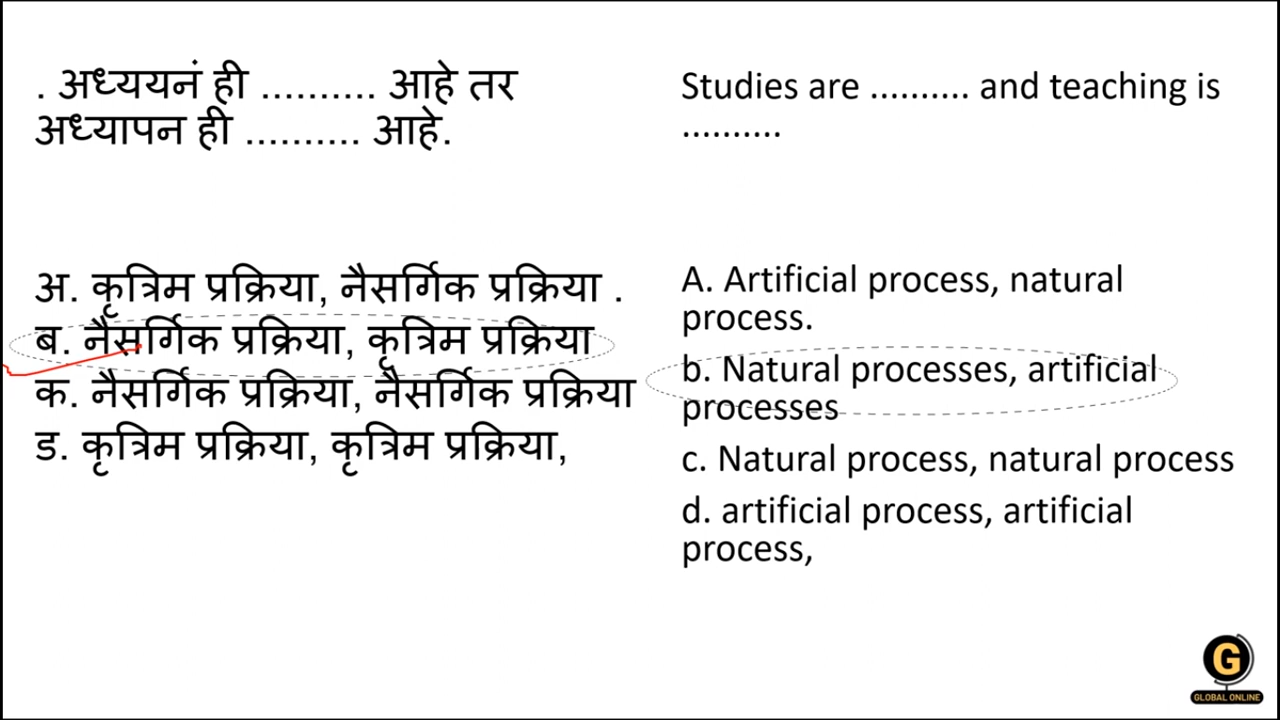 . अध्ययनं ही .......... आहे तर
अध्यापन ही .......... आहे.
अ. कृत्रिम प्रक्रिया, नैसर्गिक प्रक्रिया .
ब. नैसर्गिक प्रक्रिया, कृत्रिम प्रक्रिया
क. नैसर्गिक प्रक्रिया, नैसर्गिक प्रक्रिया
ड. कृत्रिम प्रक्रिया, कृत्रिम प्रक्रिया,
Studies are .......... and teaching is
..........
A. Artificial process, natural
process.
b. Natural processes, artificial
processes
c. Natural process, natural process
d. artificial process, artificial
process,
G
GLOBAL ONLINE